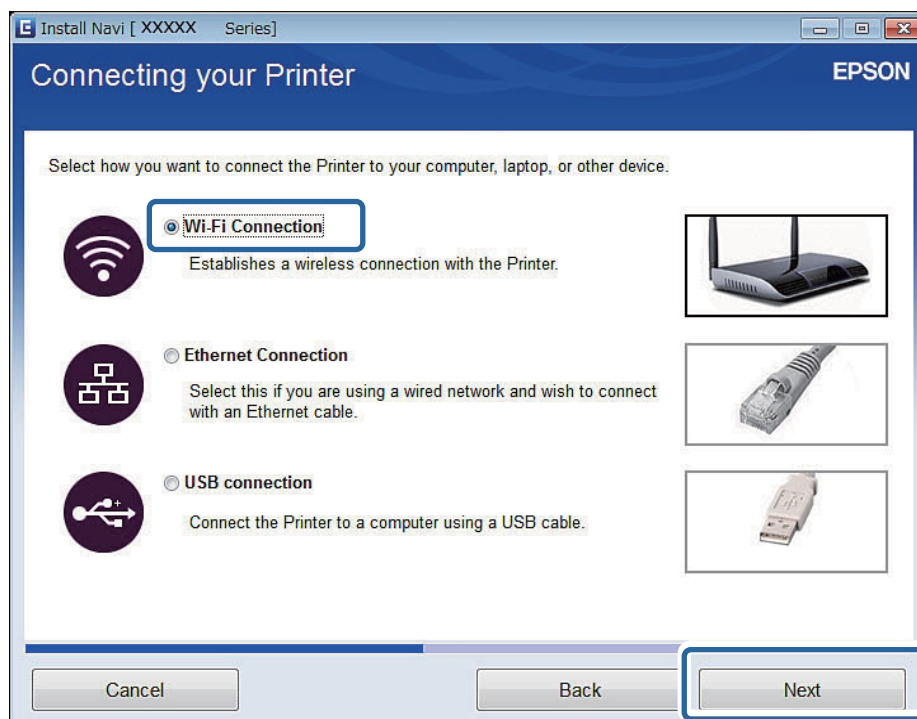 Install Navi [ XXXXX Series]
Connecting your Printer
EPSON
Select how you want to connect the Printer to your computer, laptop, or other device.
Wi-Fi Connection
Establishes a wireless connection with the Printer.
Ethernet Connection
Select this if you are using a wired network and wish to connect
with an Ethernet cable.
USB connection
Connect the Printer to a computer using a USB cable.
Cancel
Back
Next